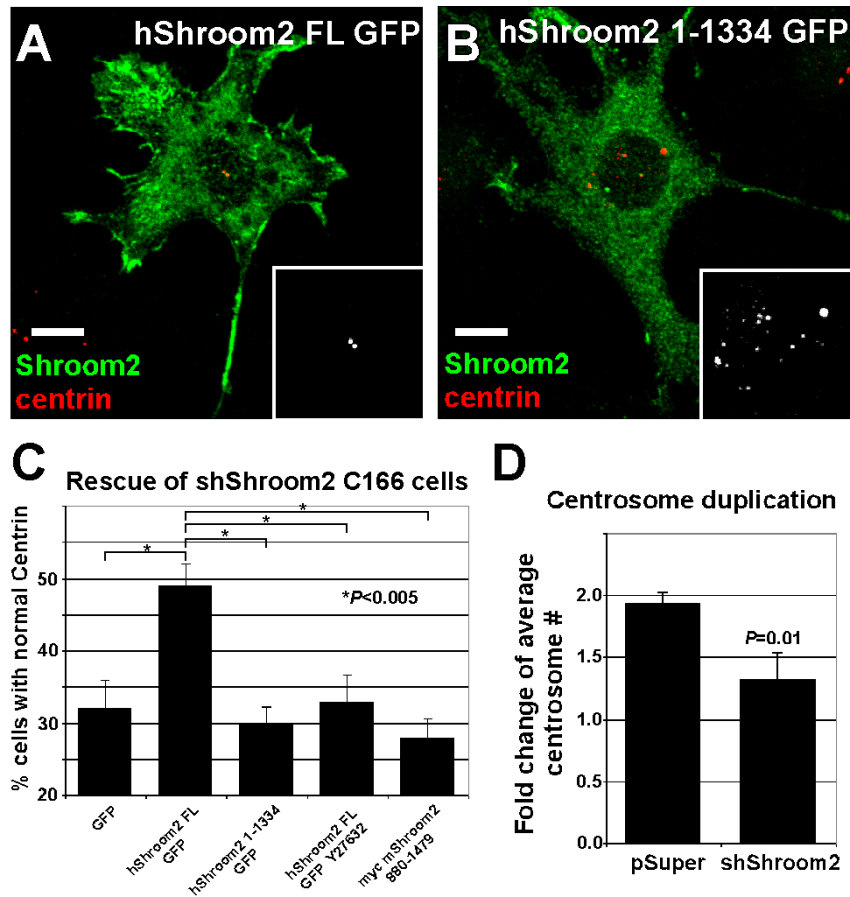 A
hShroom2 FL GFP
Shroom2
centrin
B
hShroom2 1-1334 GFP
Shroom2
centrin
C
Rescue of shShroom2 C166 cells
% cells with normal Centrin
50
40
30
20
*
*
*
*
*P<0.005
GFP
hShroom2 FL
GFP
hShroom2 1-1334
GFP
hShroom2 FL
GFP Y27632
myc mShroom2
880-1479
D
Centrosome duplication
Fold change of average
centrosome #
2.0
1.5
1.0
0.5
0.0
P=0.01
pSuper
shShroom2